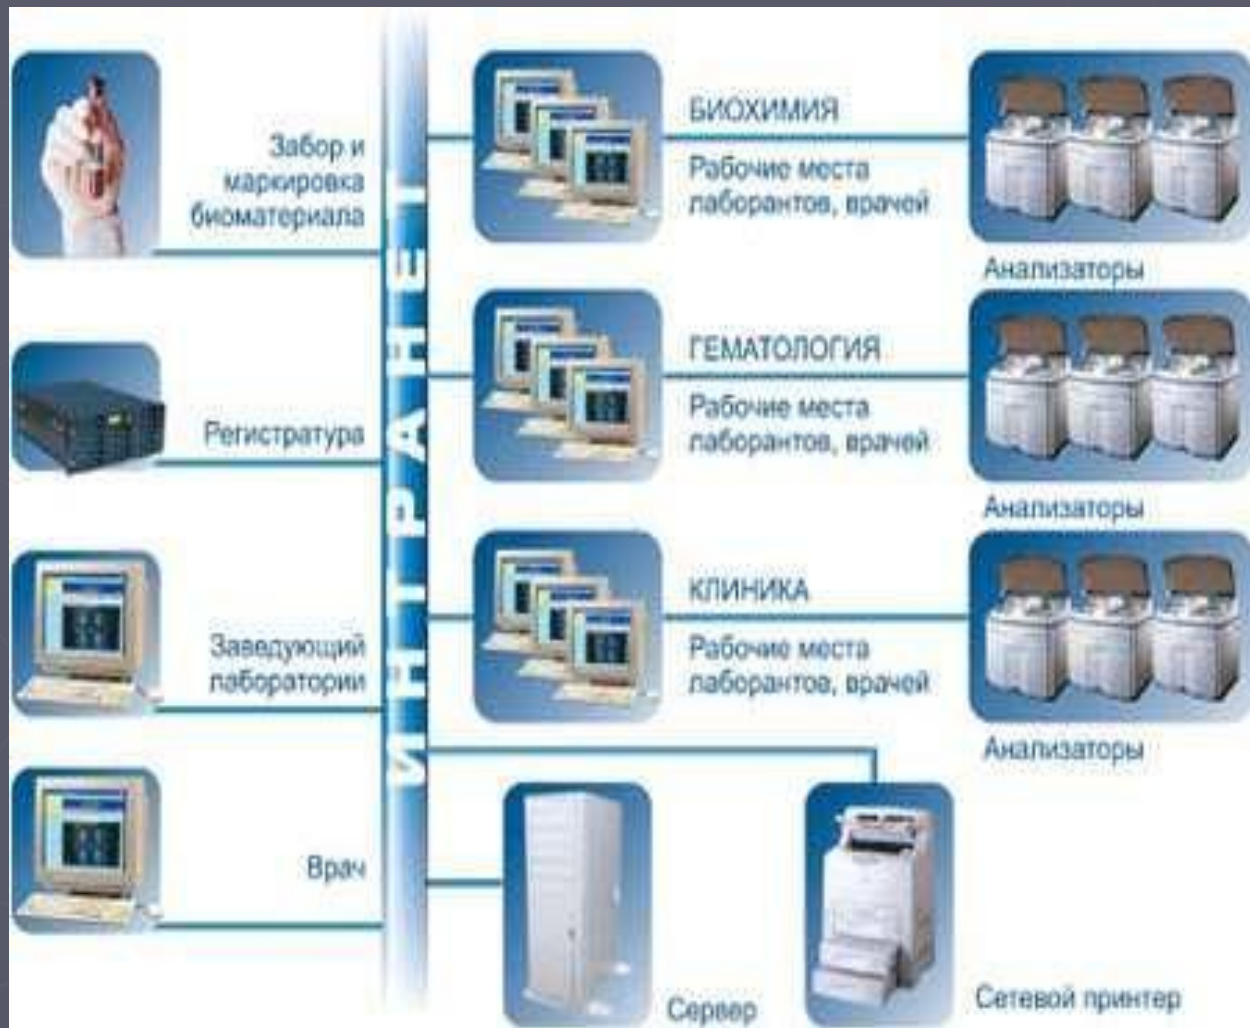 Забор и
маркировка
биоматериала
Регистратура
Заведующий
лаборатории
Врач
ИНТРАНЕТ
БИОХИМИЯ
Рабочие места
лаборантов, врачей
Анализаторы
ГЕМАТОЛОГИЯ
Рабочие места
лаборантов, врачей
Анализаторы
КЛИНИКА
Рабочие места
лаборантов, врачей
Анализаторы
Сервер
Сетевой принтер